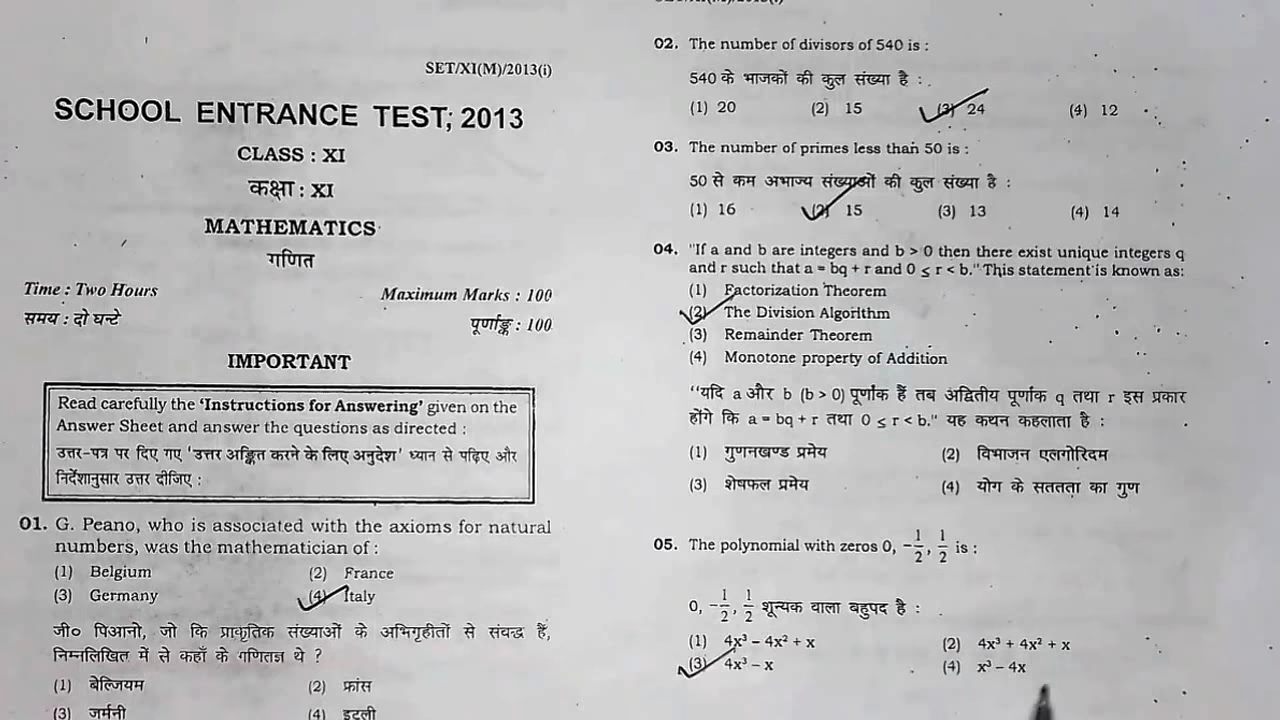 SET/XI(M)/2013(i)
SCHOOL ENTRANCE TEST; 2013
CLASS : XI
कक्षा : XI
MATHEMATICS
गणित
Time : Two Hours Maximum Marks : 100
समय : दो घन्टे पूर्णाङ्क : 100
IMPORTANT
Read carefully the 'Instructions for Answering' given on the
Answer Sheet and answer the questions as directed :
उत्तर-पत्र पर दिए गए 'उत्तर अङ्कित करने के लिए अनुदेश' ध्यान से पढ़िए और
निर्देशानुसार उत्तर दीजिए :
01. G. Peano, who is associated with the axioms for natural
numbers, was the mathematician of :
(1) Belgium (2) France
(3) Germany (4) Italy
जी० पिआनो, जो कि प्राकृतिक संख्याओं के अभिगृहीतों से संबद्ध हैं,
निम्नलिखित में से कहाँ के गणितज्ञ थे ?
(1) बेल्जियम (2) फ्रांस
(3) जर्मनी (4) इटली
02. The number of divisors of 540 is :
540 के भाजकों की कुल संख्या है :
(1) 20 (2) 15 (3) 24 (4) 12
03. The number of primes less than 50 is :
50 से कम अभाज्य संख्याओं की कुल संख्या है :
(1) 16 (2) 15 (3) 13 (4) 14
04. "If a and b are integers and b > 0 then there exist unique integers q
and r such that a = bq + r and 0 ≤ r < b." This statement is known as:
(1) Factorization Theorem
(2) The Division Algorithm
(3) Remainder Theorem
(4) Monotone property of Addition
"यदि a और b (b > 0) पूर्णांक हैं तब अद्वितीय पूर्णांक q तथा r इस प्रकार
होंगे कि a = bq + r तथा 0 ≤ r < b." यह कथन कहलाता है :
(1) गुणनखण्ड प्रमेय (2) विभाजन एलगोरिदम
(3) शेषफल प्रमेय (4) योग के सततता का गुण
05. The polynomial with zeros 0, -1/2, 1/2 is :
0, -1/2, 1/2 शून्यक वाला बहुपद है :
(1) 4x³ – 4x² + x (2) 4x³ + 4x² + x
(3) 4x³ – x (4) x³ – 4x